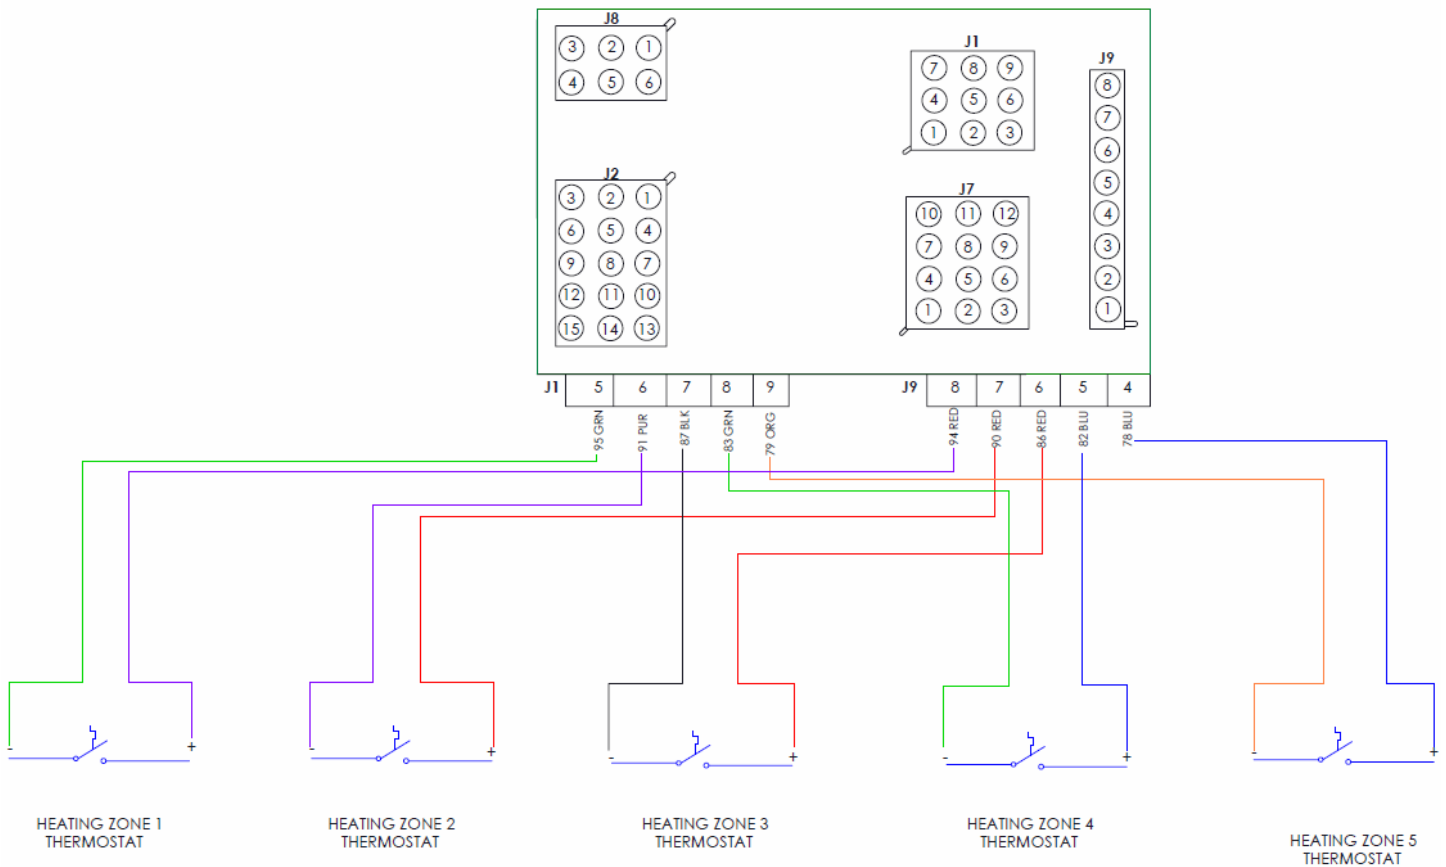 J8
3 2 1
4 5 6
J1
7 8 9
4 5 6
1 2 3
J9
8
7
6
5
4
3
2
1
J2
3 2 1
6 5 4
9 8 7
12 11 10
15 14 13
J7
10 11 12
7 8 9
4 5 6
1 2 3
J1 5 6 7 8 9
J9 8 7 6 5 4
95 GRN
91 PUR
87 BLK
83 GRN
79 ORG
94 RED
90 RED
86 RED
82 BLU
78 BLU
- +
- +
- +
- +
- +
HEATING ZONE 1
THERMOSTAT
HEATING ZONE 2
THERMOSTAT
HEATING ZONE 3
THERMOSTAT
HEATING ZONE 4
THERMOSTAT
HEATING ZONE 5
THERMOSTAT